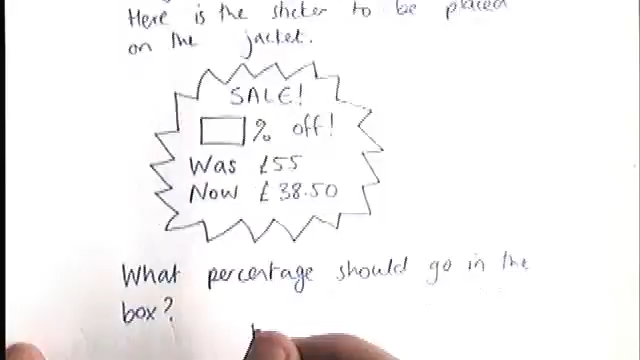 Here is the sticker to be placed
on the jacket.
SALE!
% off!
Was £55
Now £38.50
What percentage should go in the
box?